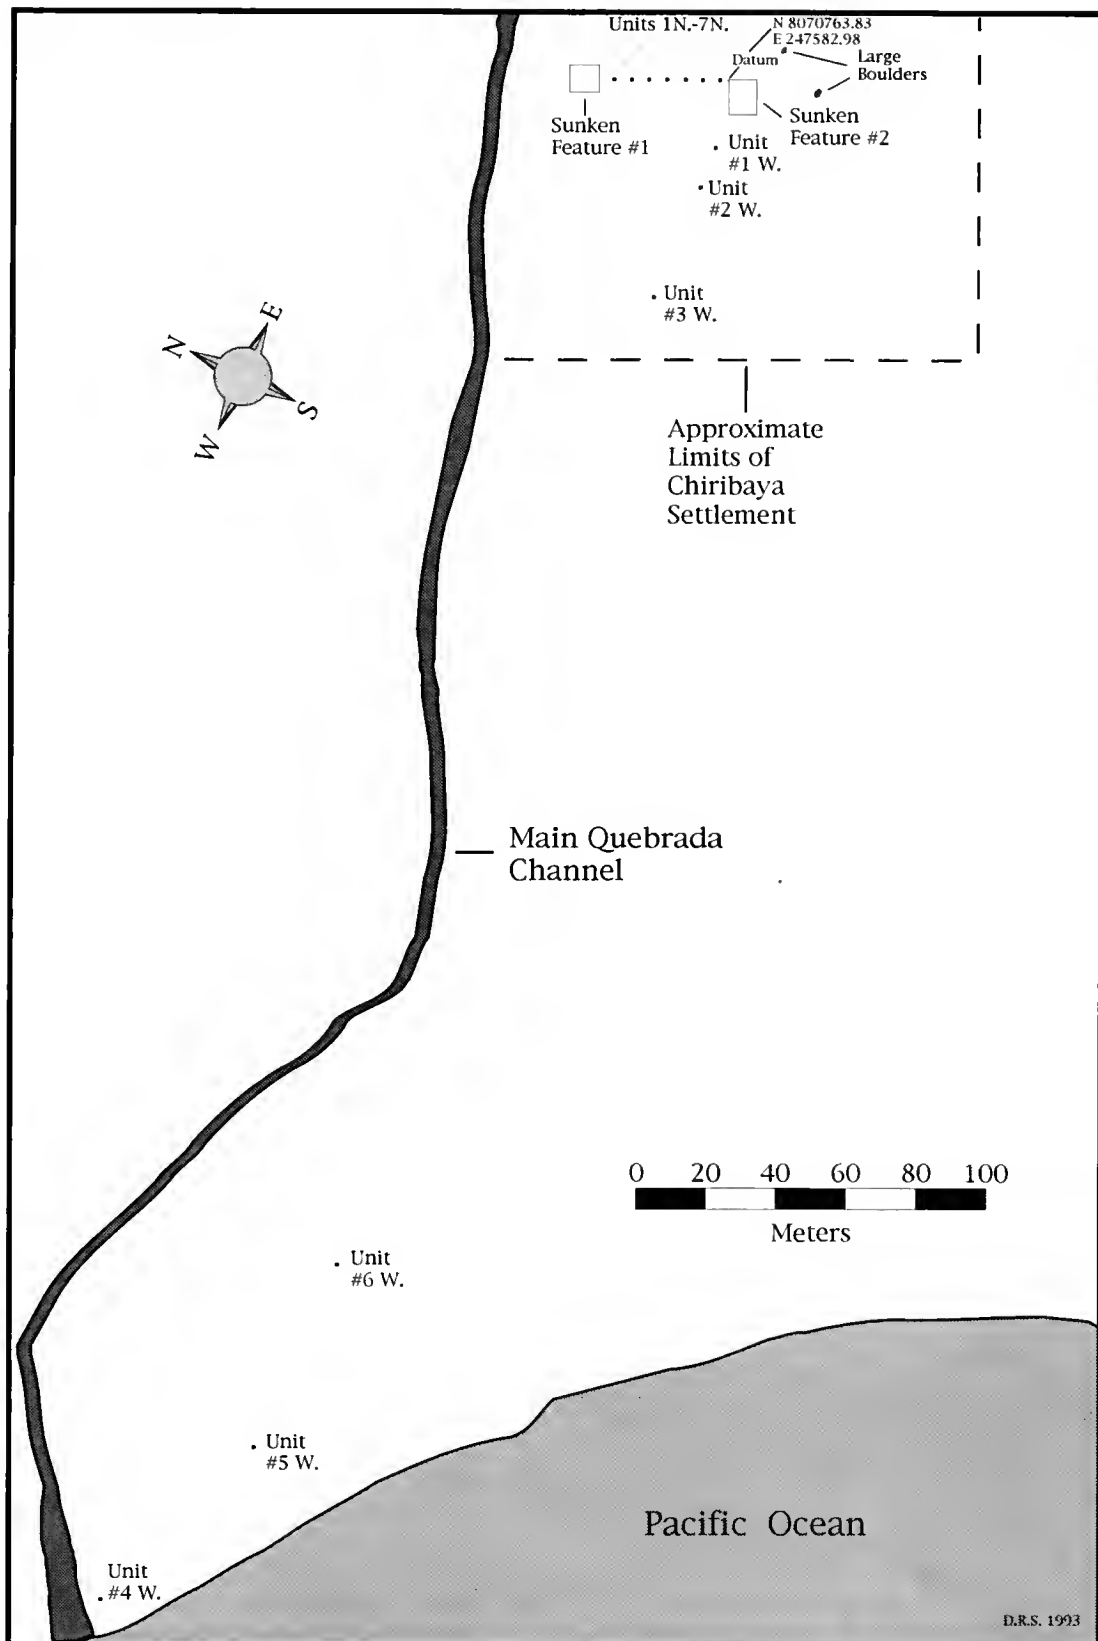 Units 1N.-7N.
N 8070763.83
E 247582.98
Datum
Large
Boulders
Sunken
Feature #1
Sunken
Feature #2
Unit
#1 W.
Unit
#2 W.
Unit
#3 W.
N
E
S
W
Approximate
Limits of
Chiribaya
Settlement
Main Quebrada
Channel
0 20 40 60 80 100
Meters
Unit
#6 W.
Unit
#5 W.
Unit
#4 W.
Pacific Ocean
D.R.S. 1993